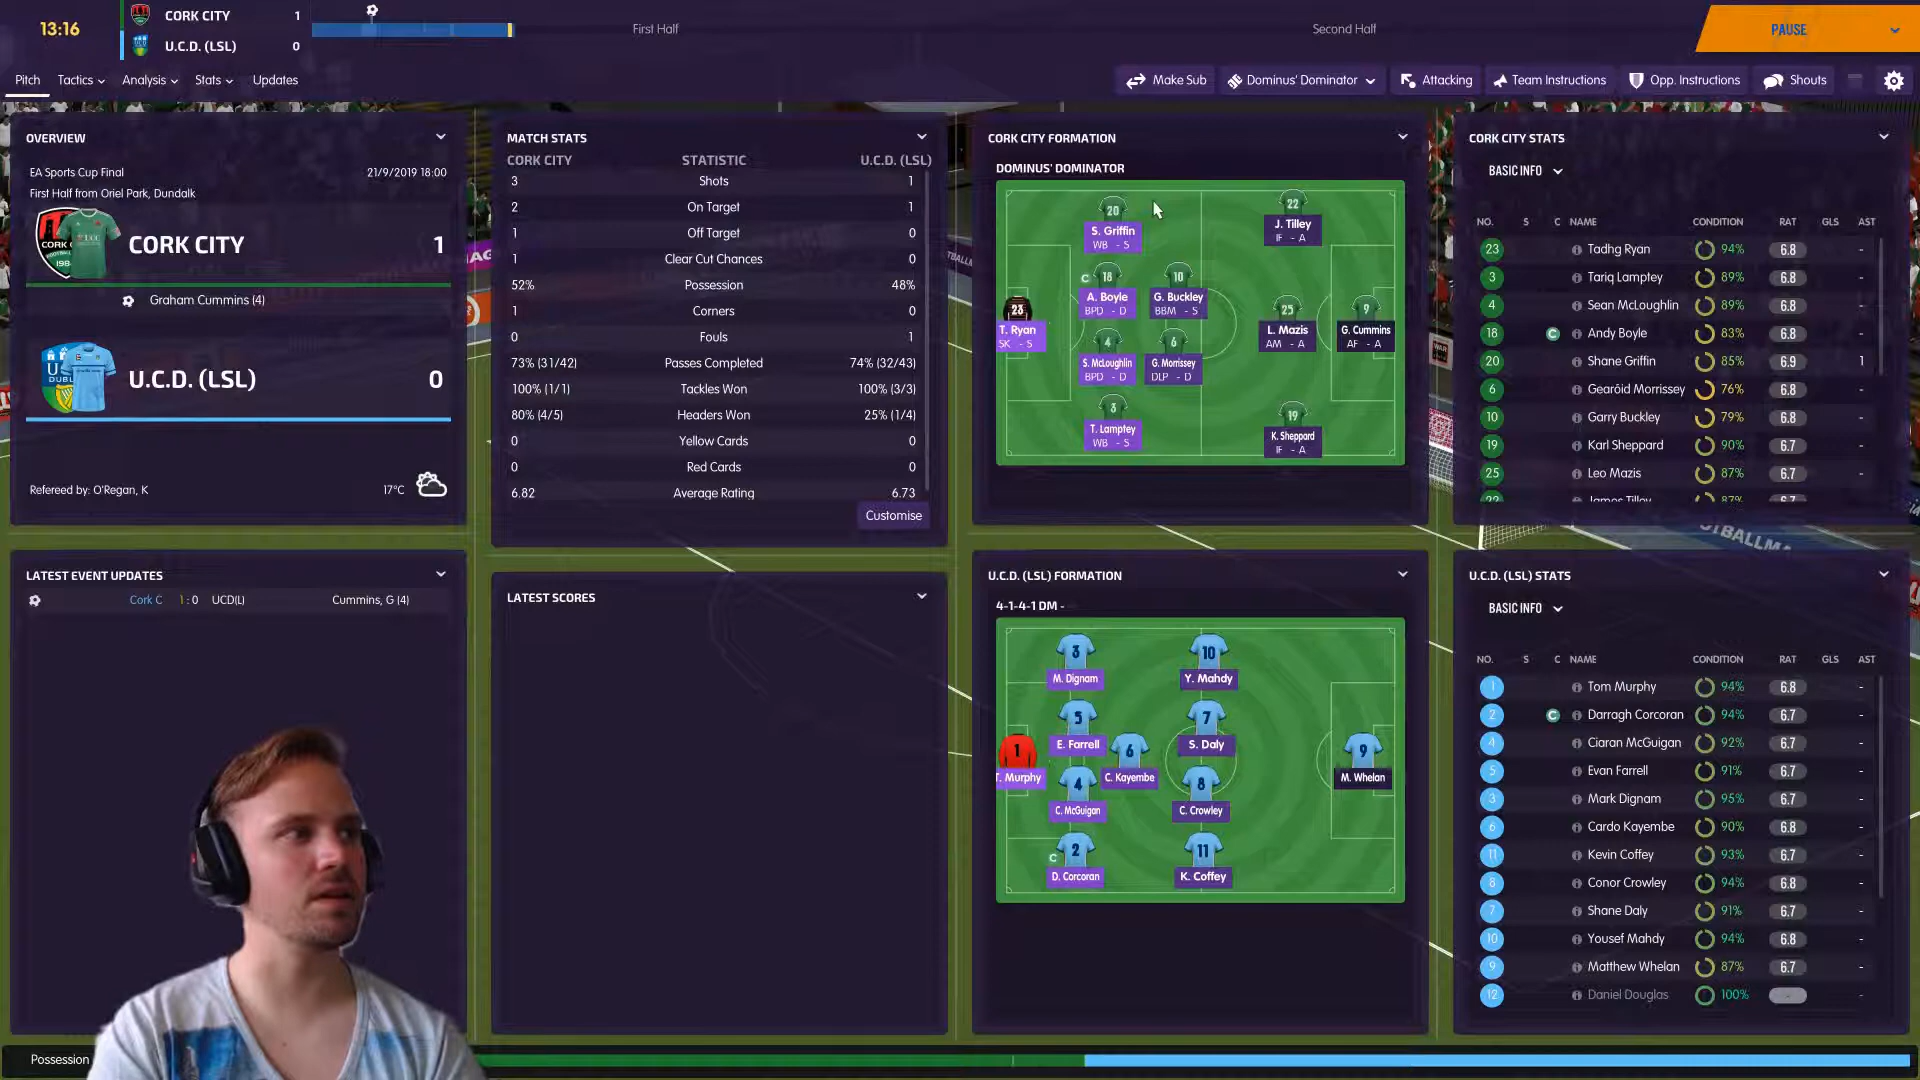 13:16
CORK CITY 1
U.C.D. (LSL) 0
First Half
Second Half
PAUSE
Pitch Tactics Analysis Stats Updates
Make Sub Dominus' Dominator Attacking Team Instructions Opp. Instructions Shouts
OVERVIEW
EA Sports Cup Final 21/9/2019 18:00
First Half from Oriel Park, Dundalk
CORK CITY 1
Graham Cummins (4)
U.C.D. (LSL) 0
Refereed by: O'Regan, K 17°C
MATCH STATS
CORK CITY STATISTIC U.C.D. (LSL)
3 Shots 1
2 On Target 1
1 Off Target 0
1 Clear Cut Chances 0
52% Possession 48%
1 Corners 0
0 Fouls 1
73% (31/42) Passes Completed 74% (32/43)
100% (1/1) Tackles Won 100% (3/3)
80% (4/5) Headers Won 25% (1/4)
0 Yellow Cards 0
0 Red Cards 0
6.82 Average Rating 6.73
Customise
CORK CITY FORMATION
DOMINUS' DOMINATOR
20
S. Griffin
WB - S
22
J. Tilley
IF - A
C 18
A. Boyle
BPD - D
10
G. Buckley
BBM - S
23
T. Ryan
SK - S
25
L. Mazis
AM - A
9
G. Cummins
AF - A
4
S. McLoughlin
BPD - D
6
G. Morrissey
DLP - D
3
T. Lamptey
WB - S
19
K. Sheppard
IF - A
CORK CITY STATS
BASIC INFO
NO. S C NAME CONDITION RAT GLS AST
23 Tadhg Ryan 94% 6.8 -
3 Tariq Lamptey 89% 6.8 -
4 Sean McLoughlin 89% 6.8 -
18 C Andy Boyle 83% 6.8 -
20 Shane Griffin 85% 6.9 1
6 Gearóid Morrissey 76% 6.8 -
10 Garry Buckley 79% 6.8 -
19 Karl Sheppard 90% 6.7 -
25 Leo Mazis 87% 6.7 -
22 James Tilley 87% 6.7 -
LATEST EVENT UPDATES
Cork C 1 : 0 UCD(L) Cummins, G (4)
LATEST SCORES
U.C.D. (LSL) FORMATION
4-1-4-1 DM -
3
M. Dignam
10
Y. Mahdy
5
E. Farrell
7
S. Daly
1
T. Murphy
6
C. Kayembe
9
M. Whelan
4
C. McGuigan
8
C. Crowley
C 2
D. Corcoran
11
K. Coffey
U.C.D. (LSL) STATS
BASIC INFO
NO. S C NAME CONDITION RAT GLS AST
1 Tom Murphy 94% 6.8 -
2 C Darragh Corcoran 94% 6.7 -
4 Ciaran McGuigan 92% 6.7 -
5 Evan Farrell 91% 6.7 -
3 Mark Dignam 95% 6.7 -
6 Cardo Kayembe 90% 6.8 -
11 Kevin Coffey 93% 6.7 -
8 Conor Crowley 94% 6.8 -
7 Shane Daly 91% 6.7 -
10 Yousef Mahdy 94% 6.8 -
9 Matthew Whelan 87% 6.7 -
12 Daniel Douglas 100% - -
Possession